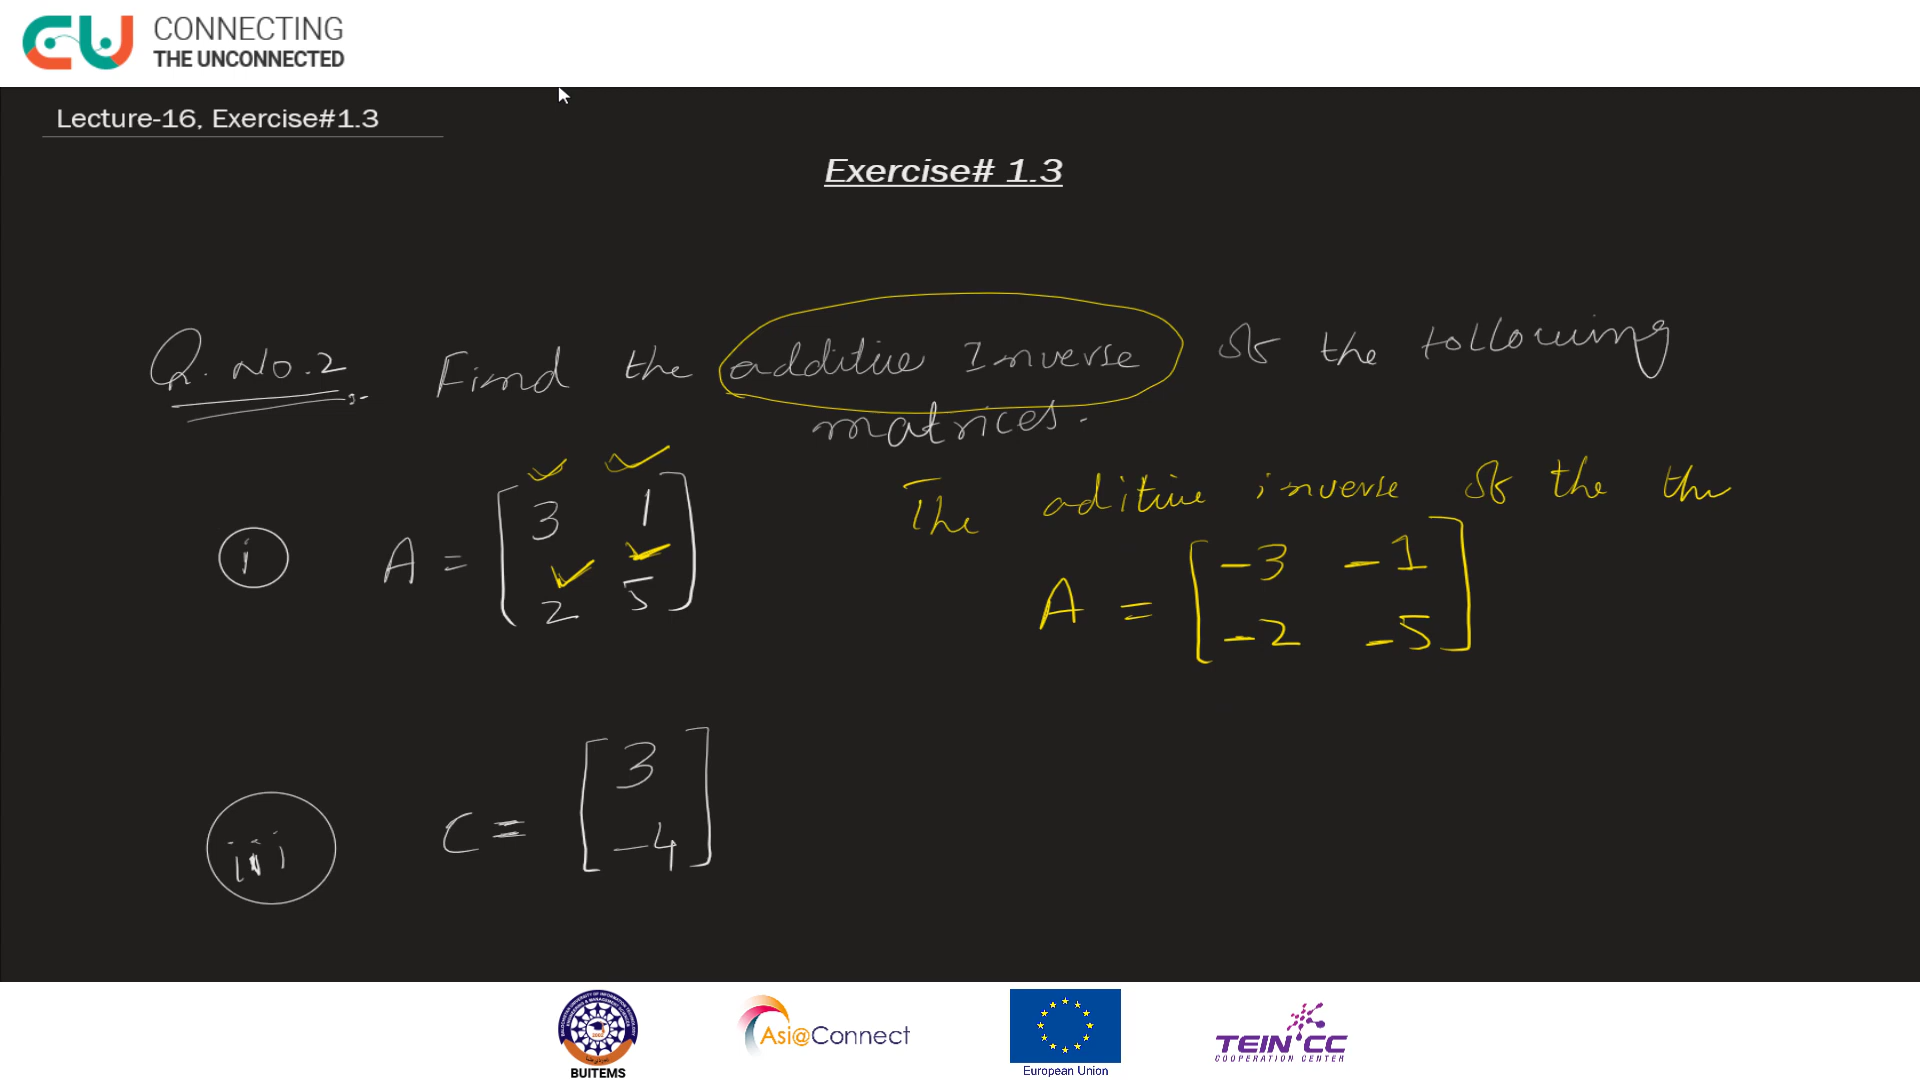 CONNECTING
THE UNCONNECTED
Lecture-16, Exercise#1.3
Exercise# 1.3
Q. No. 2 :- Find the additive Inverse of the following
matrices.
The aditive inverse of the the
(i) A = [3 1
2 5]
A = [-3 -1
-2 -5]
(iii) C = [3
-4]
BUITEMS
Asi@Connect
European Union
TEIN*CC
COOPERATION CENTER